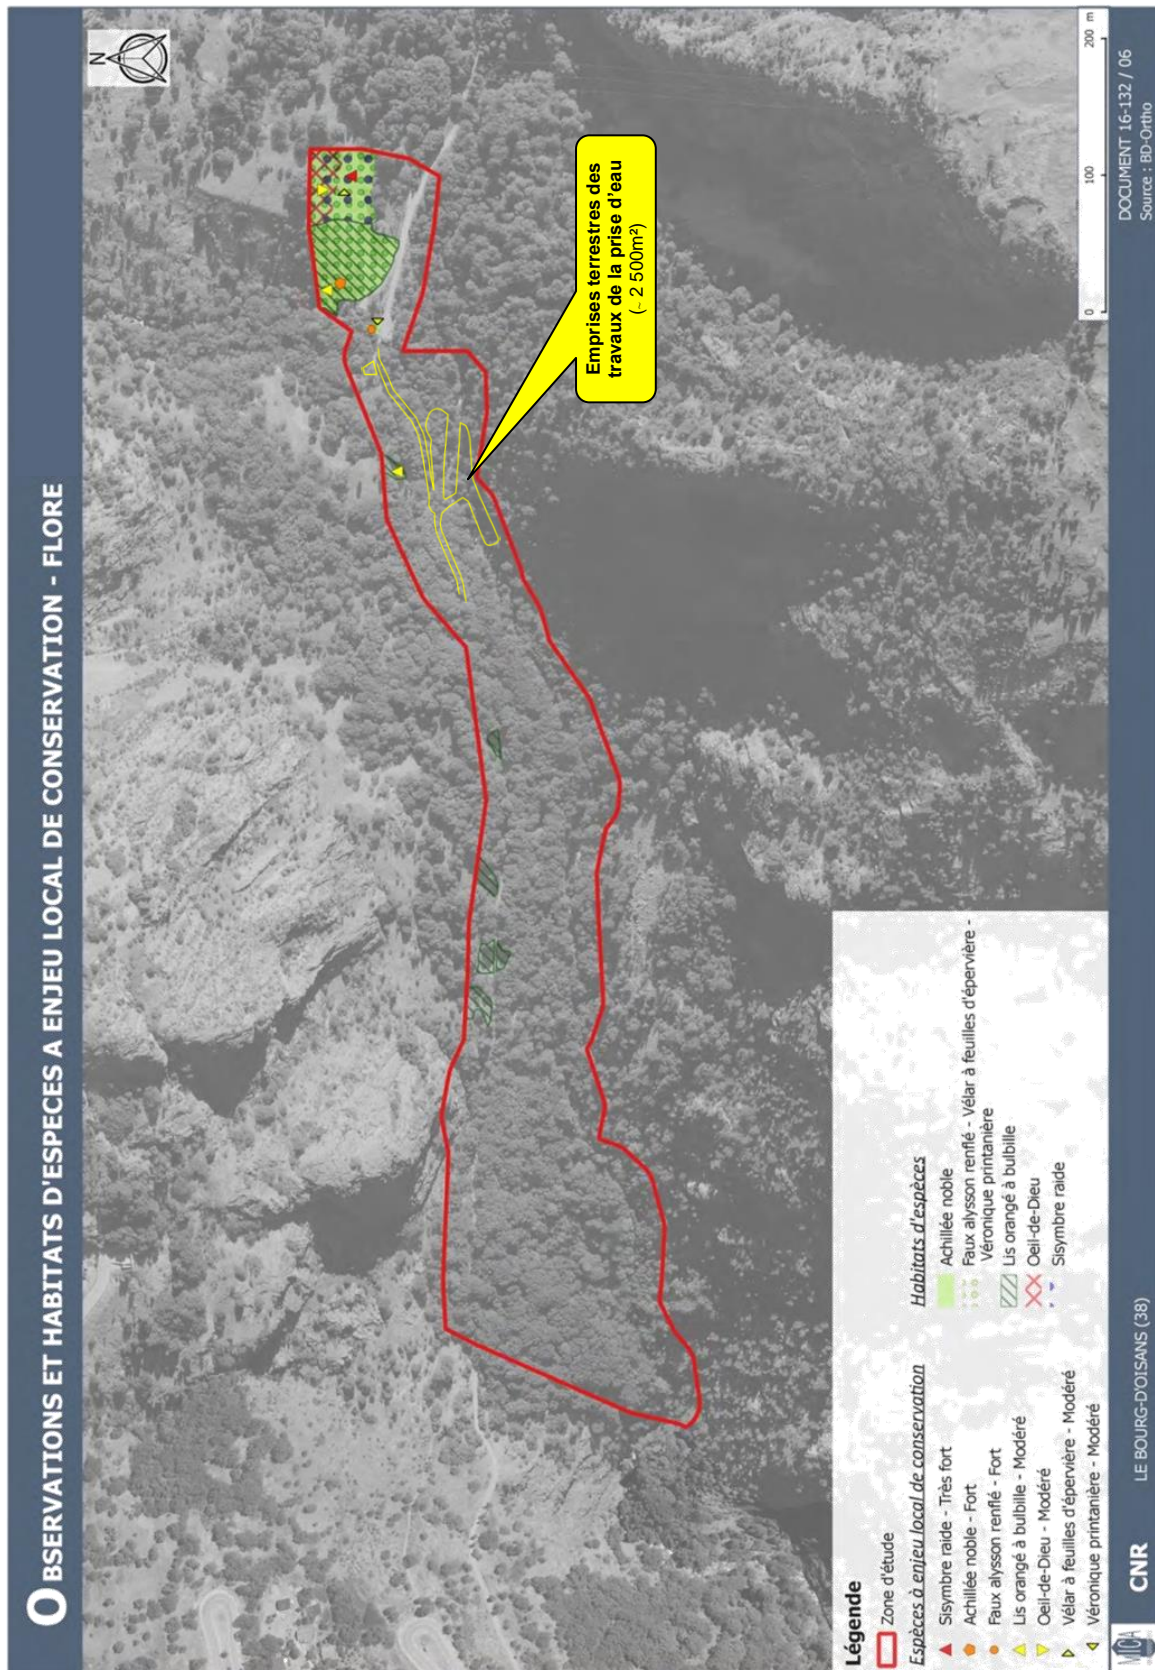 OBSERVATIONS ET HABITATS D'ESPECES A ENJEU LOCAL DE CONSERVATION - FLORE
N
Emprises terrestres des
travaux de la prise d'eau
(~ 2 500m²)
Légende
Zone d'étude
Espèces à enjeu local de conservation
Sisymbre raide - Très fort
Achillée noble - Fort
Faux alysson renflé - Fort
Lis orangé à bulbille - Modéré
Oeil-de-Dieu - Modéré
Vélar à feuilles d'épervière - Modéré
Véronique printanière - Modéré
Habitats d'espèces
Achillée noble
Faux alysson renflé - Vélar à feuilles d'épervière -
Véronique printanière
Lis orangé à bulbille
Oeil-de-Dieu
Sisymbre raide
0 100 200 m
MICA
CNR
LE BOURG-D'OISANS (38)
DOCUMENT 16-132 / 06
Source : BD-Ortho